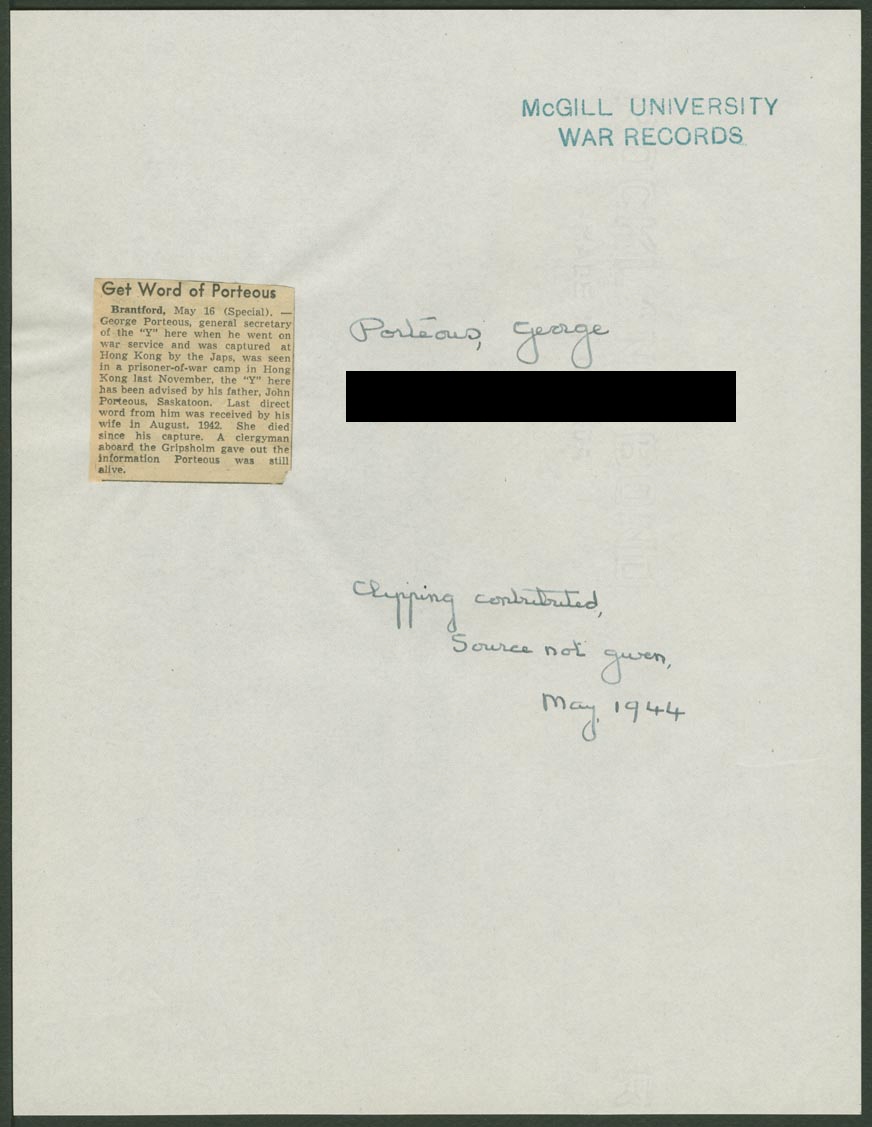 McGILL UNIVERSITY
WAR RECORDS
Get Word of Porteous
Brantford, May 16 (Special). —
George Porteous, general secretary
of the "Y" here when he went on
war service and was captured at
Hong Kong by the Japs, was seen
in a prisoner-of-war camp in Hong
Kong last November, the "Y" here
has been advised by his father, John
Porteous, Saskatoon. Last direct
word from him was received by his
wife in August, 1942. She died
since his capture. A clergyman
aboard the Gripsholm gave out the
information Porteous was still
alive.
Porteous, George
Clipping contributed,
Source not given,
May, 1944